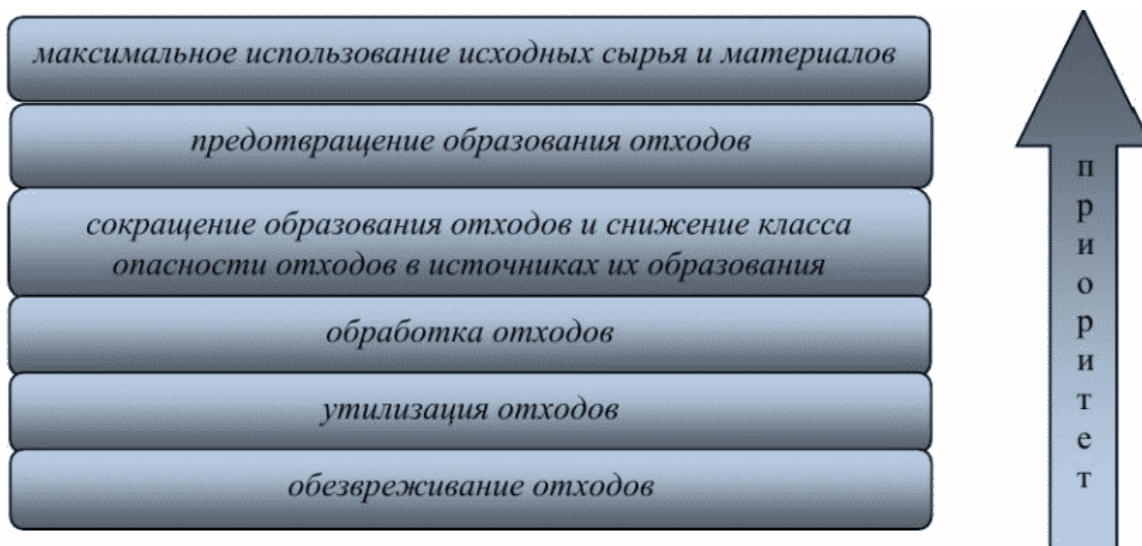 максимальное использование исходных сырья и материалов
предотвращение образования отходов
сокращение образования отходов и снижение класса
опасности отходов в источниках их образования
обработка отходов
утилизация отходов
обезвреживание отходов
приоритет